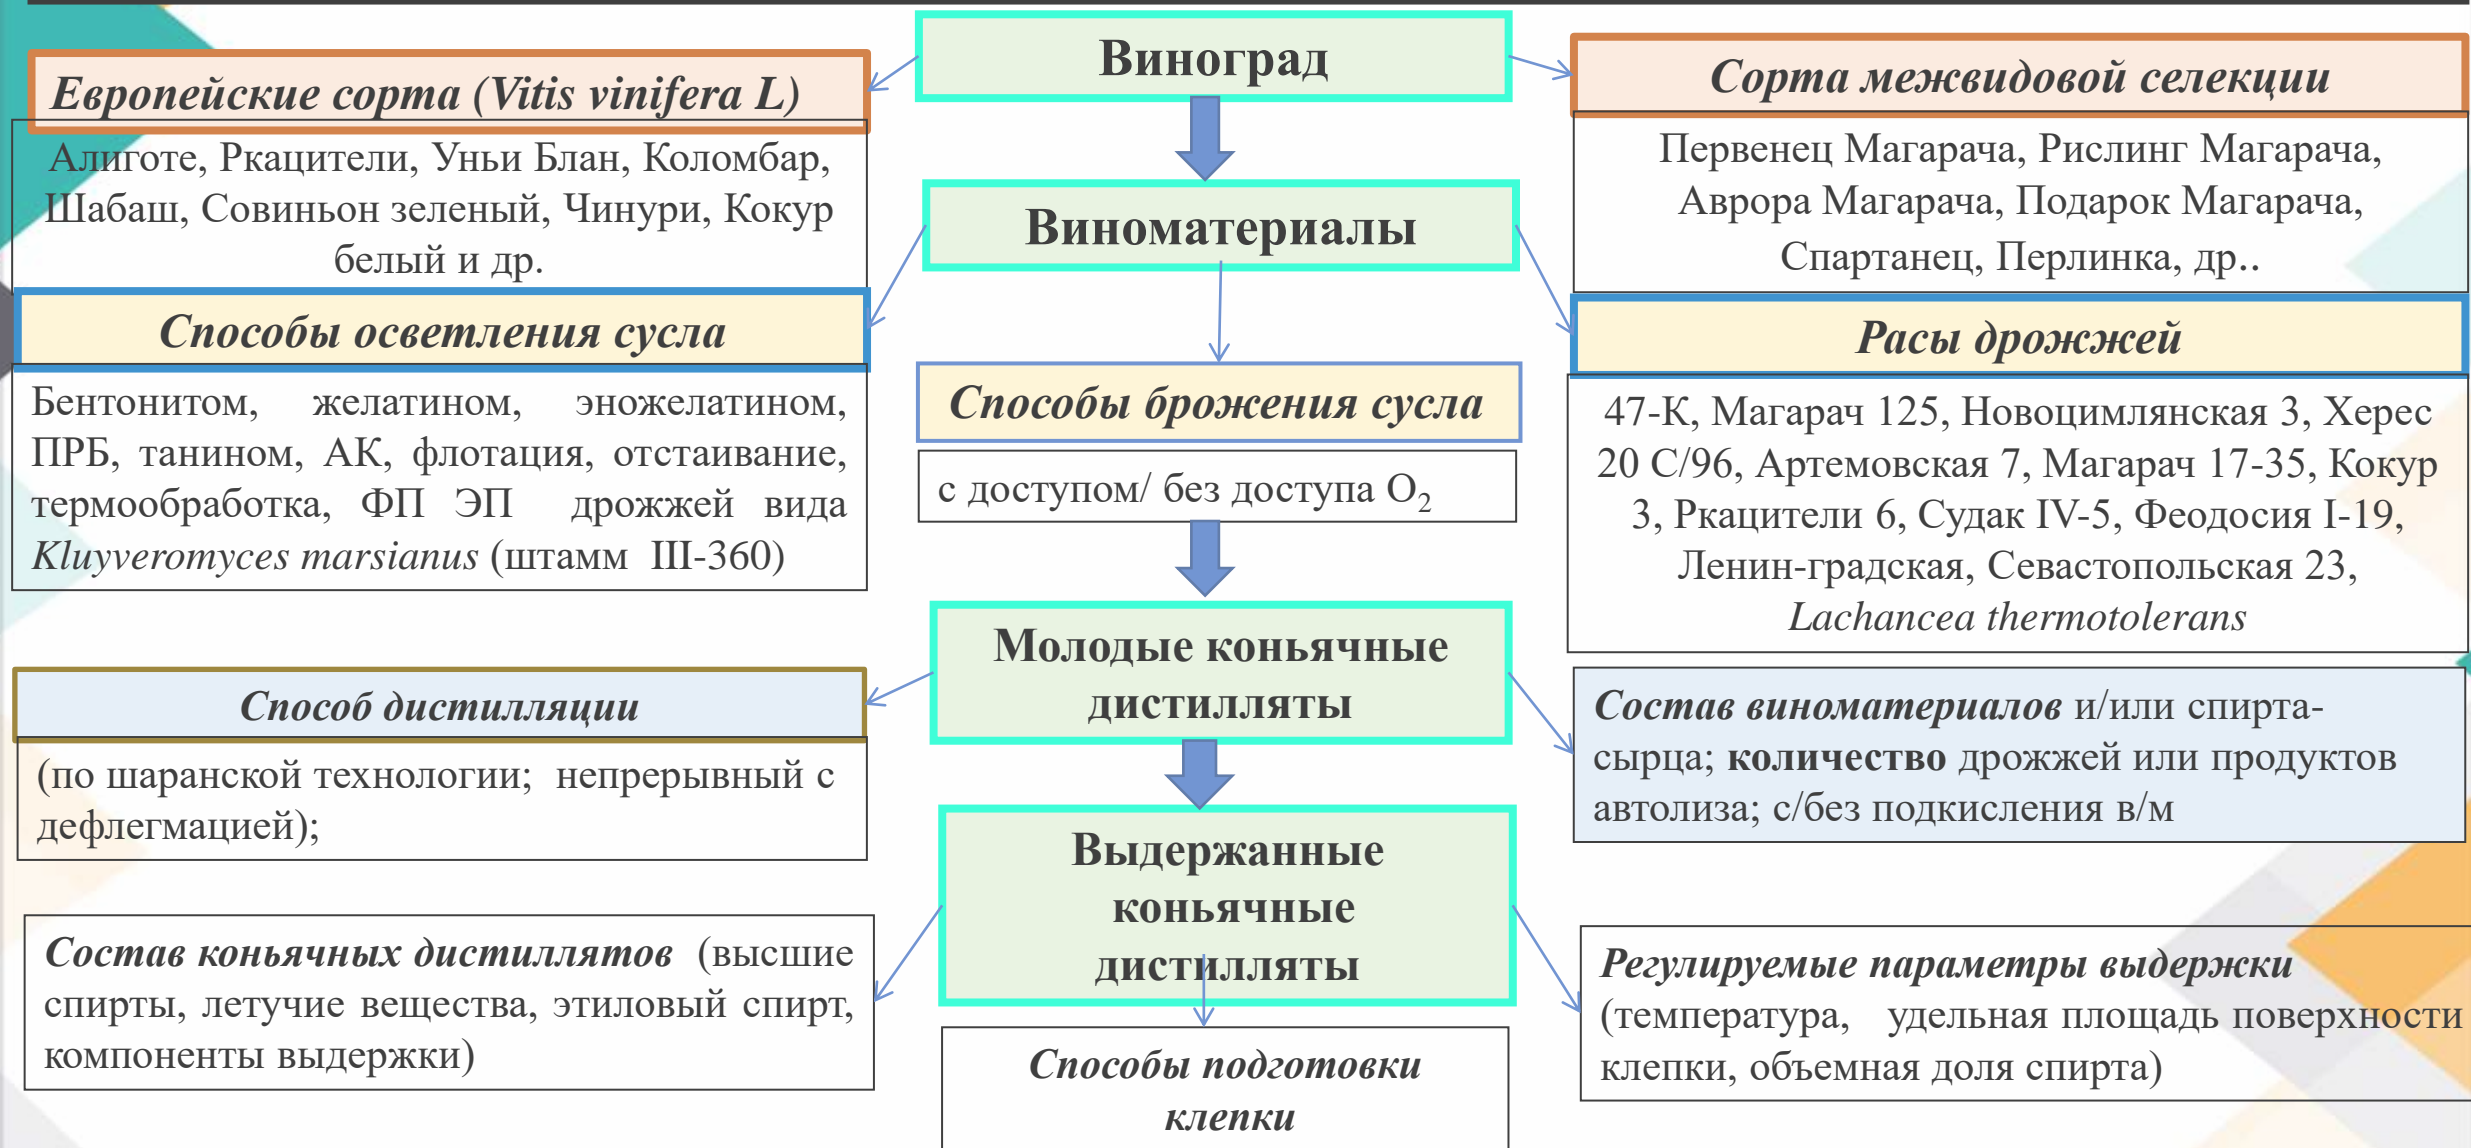 Виноград
Европейские сорта (Vitis vinifera L)
Алиготе, Ркацители, Уньи Блан, Коломбар,
Шабаш, Совиньон зеленый, Чинури, Кокур
белый и др.
Сорта межвидовой селекции
Первенец Магарача, Рислинг Магарача,
Аврора Магарача, Подарок Магарача,
Спартанец, Перлинка, др..
Виноматериалы
Способы осветления сусла
Бентонитом, желатином, эножелатином,
ПРБ, танином, АК, флотация, отстаивание,
термообработка, ФП ЭП дрожжей вида
Kluyveromyces marsianus (штамм III-360)
Способы брожения сусла
с доступом/ без доступа O₂
Расы дрожжей
47-К, Магарач 125, Новоцимлянская 3, Херес
20 С/96, Артемовская 7, Магарач 17-35, Кокур
3, Ркацители 6, Судак IV-5, Феодосия I-19,
Ленин-градская, Севастопольская 23,
Lachancea thermotolerans
Молодые коньячные
дистилляты
Способ дистилляции
(по шаранской технологии; непрерывный с
дефлегмацией);
Состав виноматериалов и/или спирта-
сырца; количество дрожжей или продуктов
автолиза; с/без подкисления в/м
Выдержанные
коньячные
дистилляты
Состав коньячных дистиллятов (высшие
спирты, летучие вещества, этиловый спирт,
компоненты выдержки)
Способы подготовки
клепки
Регулируемые параметры выдержки
(температура, удельная площадь поверхности
клепки, объемная доля спирта)